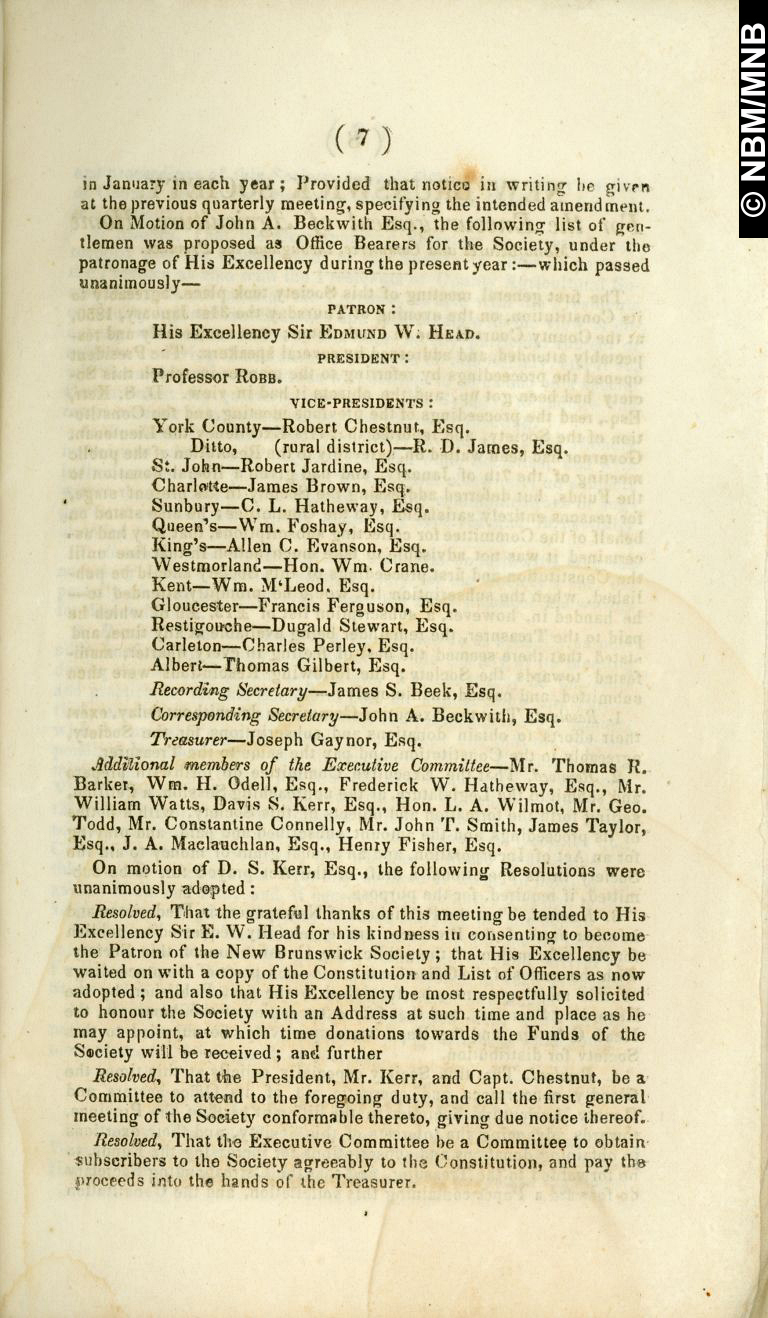 ( 7 )
in January in each year ; Provided that notice in writing be given
at the previous quarterly meeting, specifying the intended amendment.
On Motion of John A. Beckwith Esq., the following list of gen-
tlemen was proposed as Office Bearers for the Society, under the
patronage of His Excellency during the present year :—which passed
unanimously—
PATRON :
His Excellency Sir EDMUND W. HEAD.
PRESIDENT :
Professor ROBB.
VICE-PRESIDENTS :
York County—Robert Chestnut, Esq.
Ditto, (rural district)—R. D. James, Esq.
St. John—Robert Jardine, Esq.
Charlotte—James Brown, Esq.
Sunbury—C. L. Hatheway, Esq.
Queen's—Wm. Foshay, Esq.
King's—Allen C. Evanson, Esq.
Westmorland—Hon. Wm. Crane.
Kent—Wm. M'Leod. Esq.
Gloucester—Francis Ferguson, Esq.
Restigouche—Dugald Stewart, Esq.
Carleton—Charles Perley, Esq.
Albert—Thomas Gilbert, Esq.
Recording Secretary—James S. Beek, Esq.
Corresponding Secretary—John A. Beckwith, Esq.
Treasurer—Joseph Gaynor, Esq.
Additional members of the Executive Committee—Mr. Thomas R.
Barker, Wm. H. Odell, Esq., Frederick W. Hatheway, Esq., Mr.
William Watts, Davis S. Kerr, Esq., Hon. L. A. Wilmot, Mr. Geo.
Todd, Mr. Constantine Connelly, Mr. John T. Smith, James Taylor,
Esq., J. A. Maclauchlan, Esq., Henry Fisher, Esq.
On motion of D. S. Kerr, Esq., the following Resolutions were
unanimously adopted :
Resolved, That the grateful thanks of this meeting be tended to His
Excellency Sir E. W. Head for his kindness in consenting to become
the Patron of the New Brunswick Society ; that His Excellency be
waited on with a copy of the Constitution and List of Officers as now
adopted ; and also that His Excellency be most respectfully solicited
to honour the Society with an Address at such time and place as he
may appoint, at which time donations towards the Funds of the
Society will be received ; and further
Resolved, That the President, Mr. Kerr, and Capt. Chestnut, be a
Committee to attend to the foregoing duty, and call the first general
meeting of the Society conformable thereto, giving due notice thereof.
Resolved, That the Executive Committee be a Committee to obtain
subscribers to the Society agreeably to the Constitution, and pay the
proceeds into the hands of the Treasurer.
© NBM/MNB